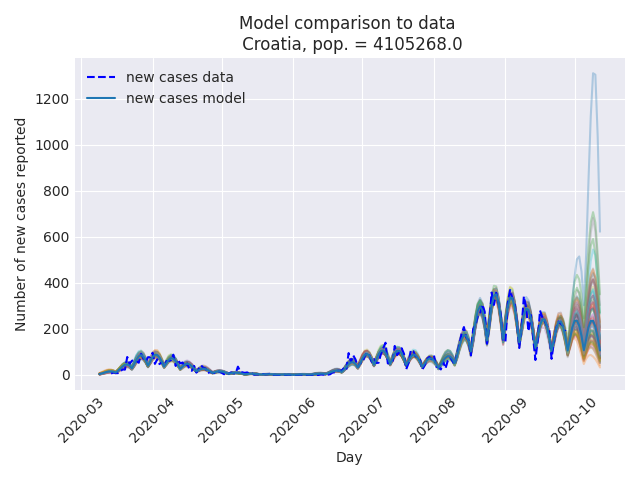 Model comparison to data
Croatia, pop. = 4105268.0
new cases data
new cases model
Number of new cases reported
1200
1000
800
600
400
200
0
2020-03
2020-04
2020-05
2020-06
2020-07
2020-08
2020-09
2020-10
Day